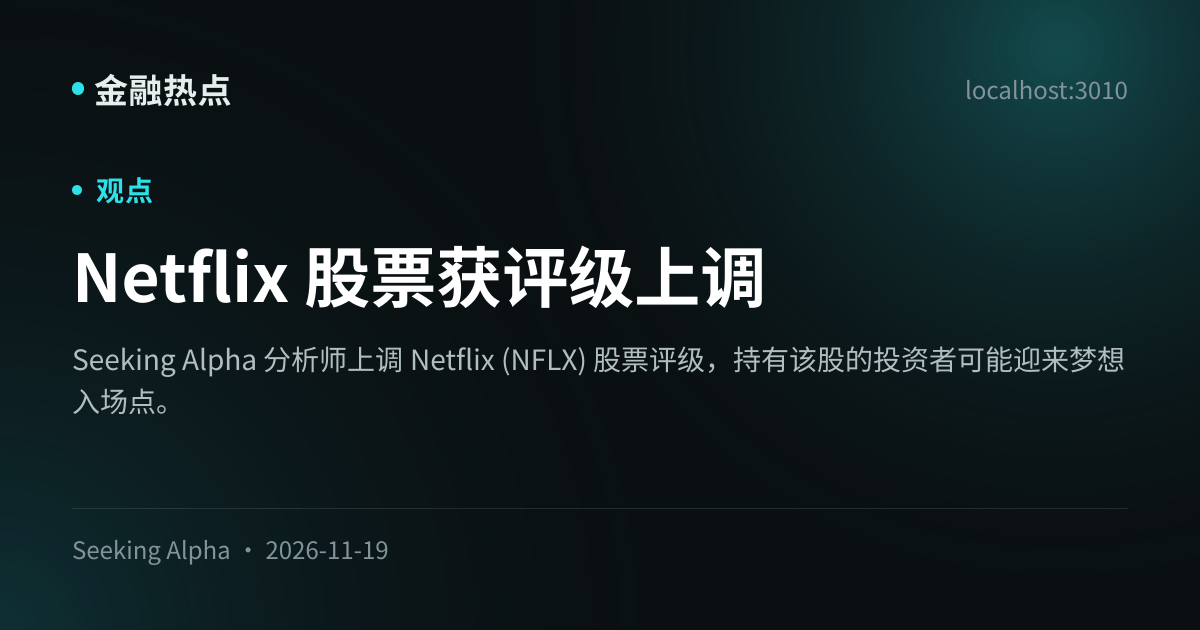 金融热点
localhost:3010
观点
Netflix 股票获评级上调
Seeking Alpha 分析师上调 Netflix (NFLX) 股票评级，持有该股的投资者可能迎来梦想
入场点。
Seeking Alpha · 2026-11-19